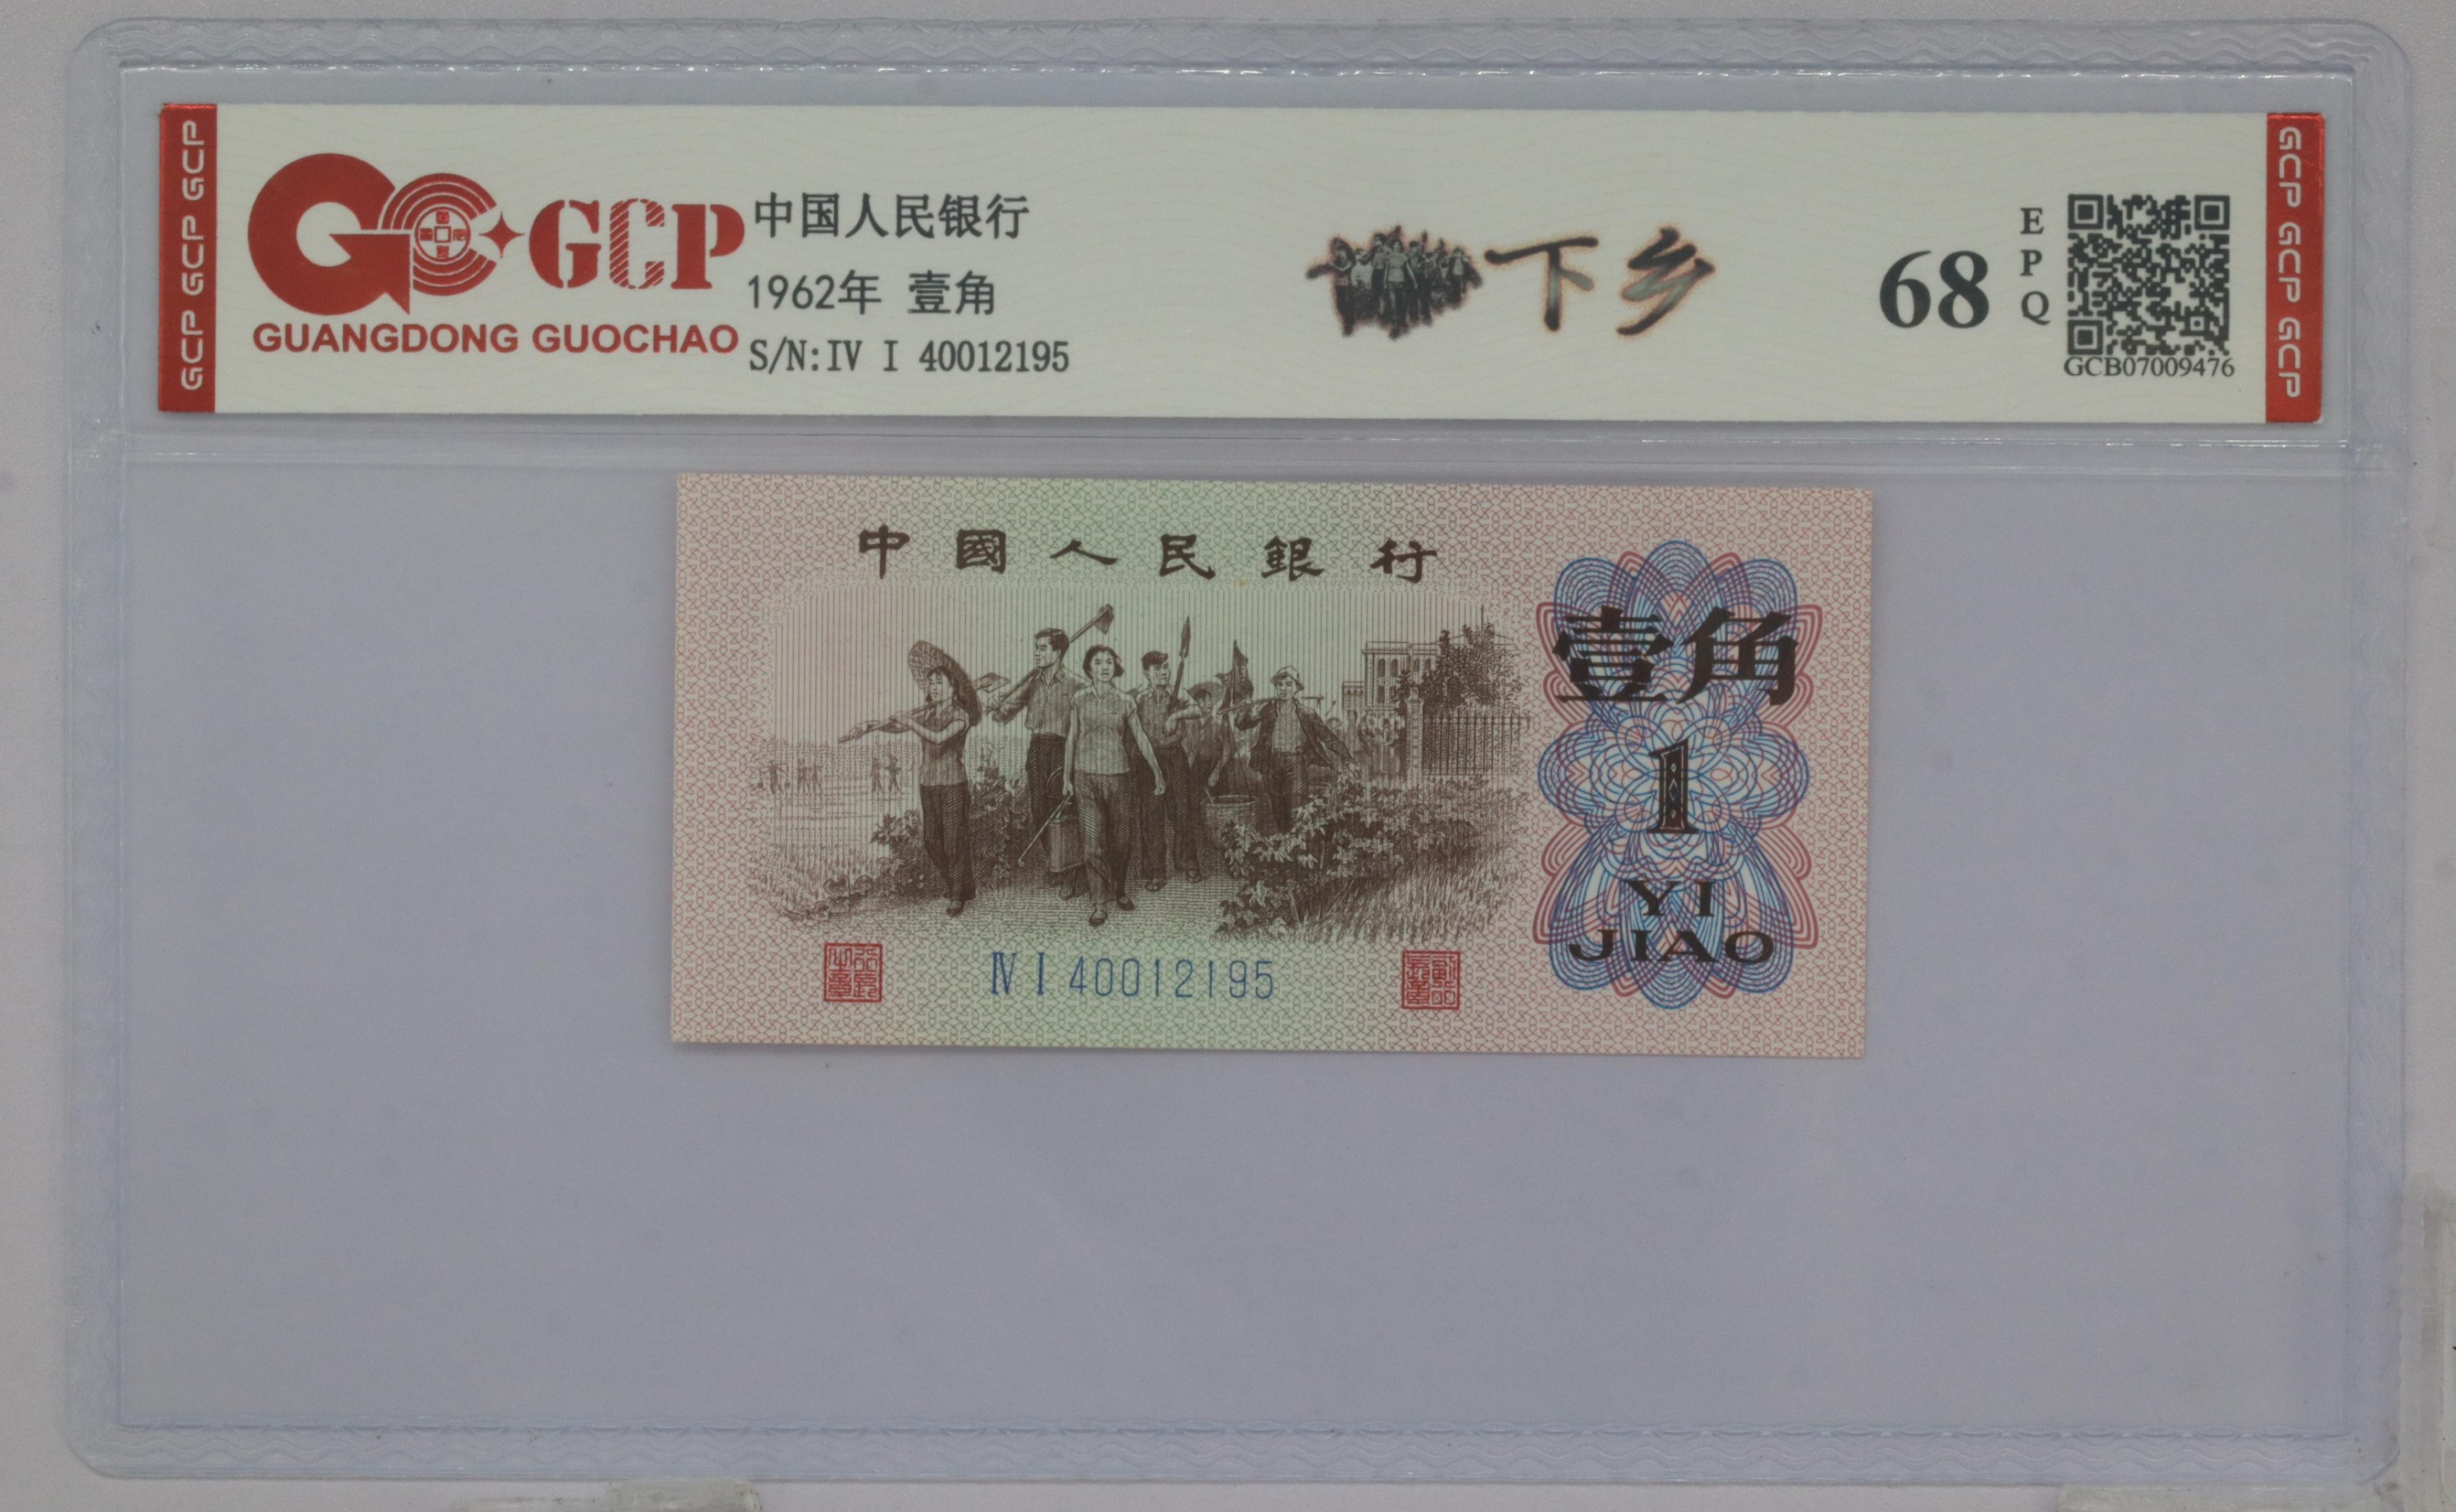 GCP GCP GCP
GCP
GUANGDONG GUOCHAO
中国人民银行
1962年 壹角
S/N:IV I 40012195
下乡
68
EPQ
GCB07009476
GCP GCP GCP
中國人民銀行
壹角
1
YI
JIAO
Ⅳ Ⅰ 40012195